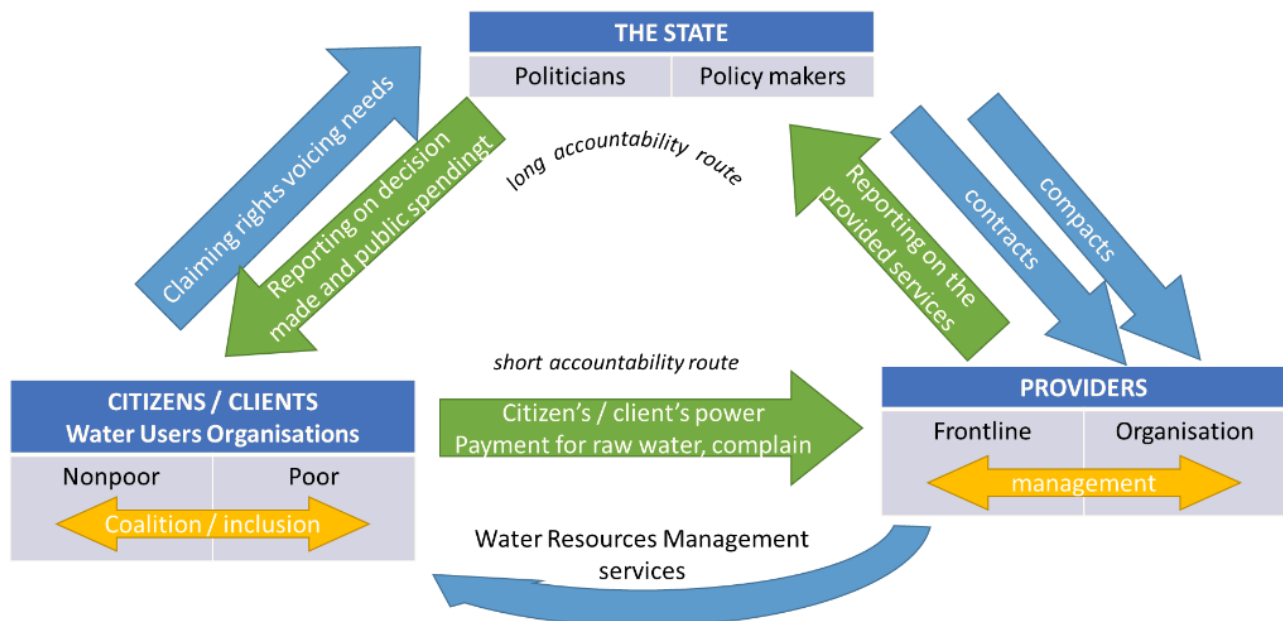 THE STATE
Politicians
Policy makers
Claiming rights voicing needs
Reporting on decision
made and public spendingt
long accountability route
Reporting on the
provided services
contracts
compacts
short accountability route
CITIZENS / CLIENTS
Water Users Organisations
Nonpoor
Poor
Coalition / inclusion
Citizen's / client's power
Payment for raw water, complain
PROVIDERS
Frontline
Organisation
management
Water Resources Management
services